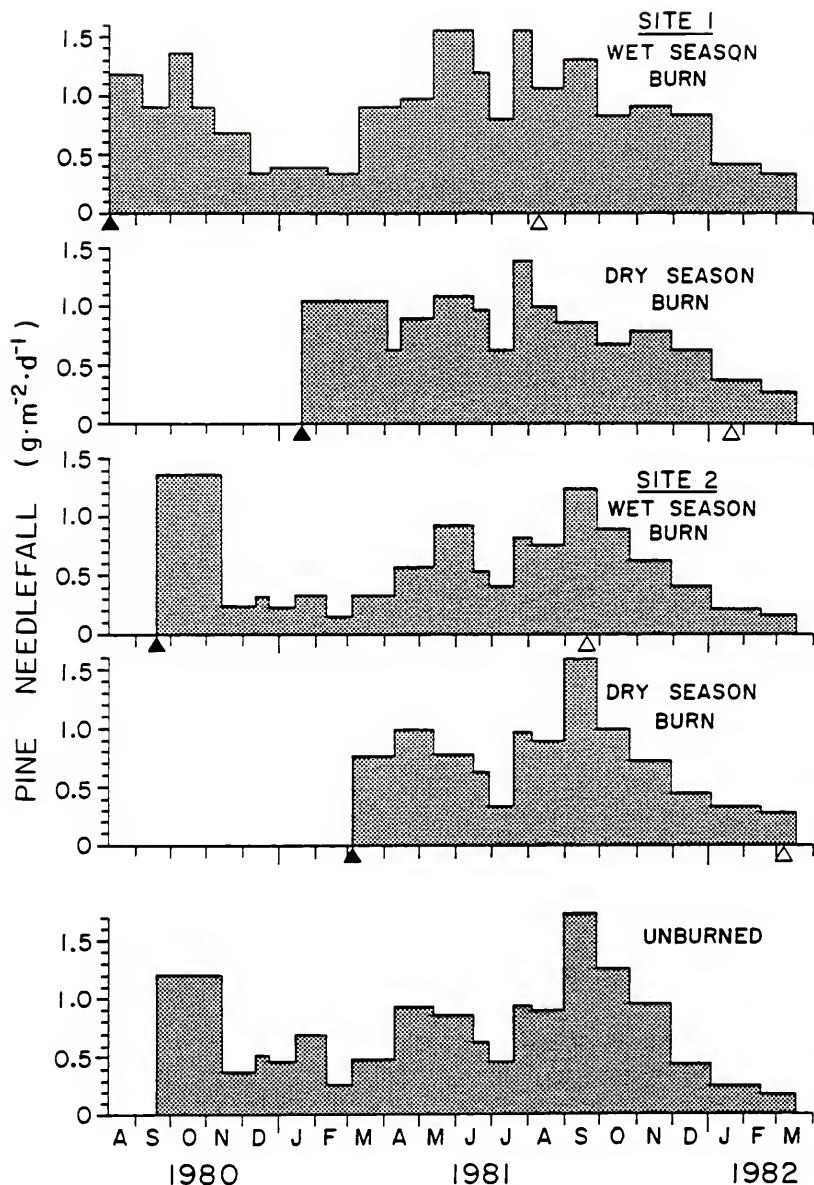 SITE 1
WET SEASON
BURN
1.5
1.0
0.5
0
DRY SEASON
BURN
1.5
1.0
0.5
0
SITE 2
WET SEASON
BURN
1.5
1.0
0.5
0
DRY SEASON
BURN
1.5
1.0
0.5
0
UNBURNED
1.5
1.0
0.5
0
PINE NEEDLEFALL (g·m⁻²·d⁻¹)
A S O N D J F M A M J J A S O N D J F M
1980 1981 1982